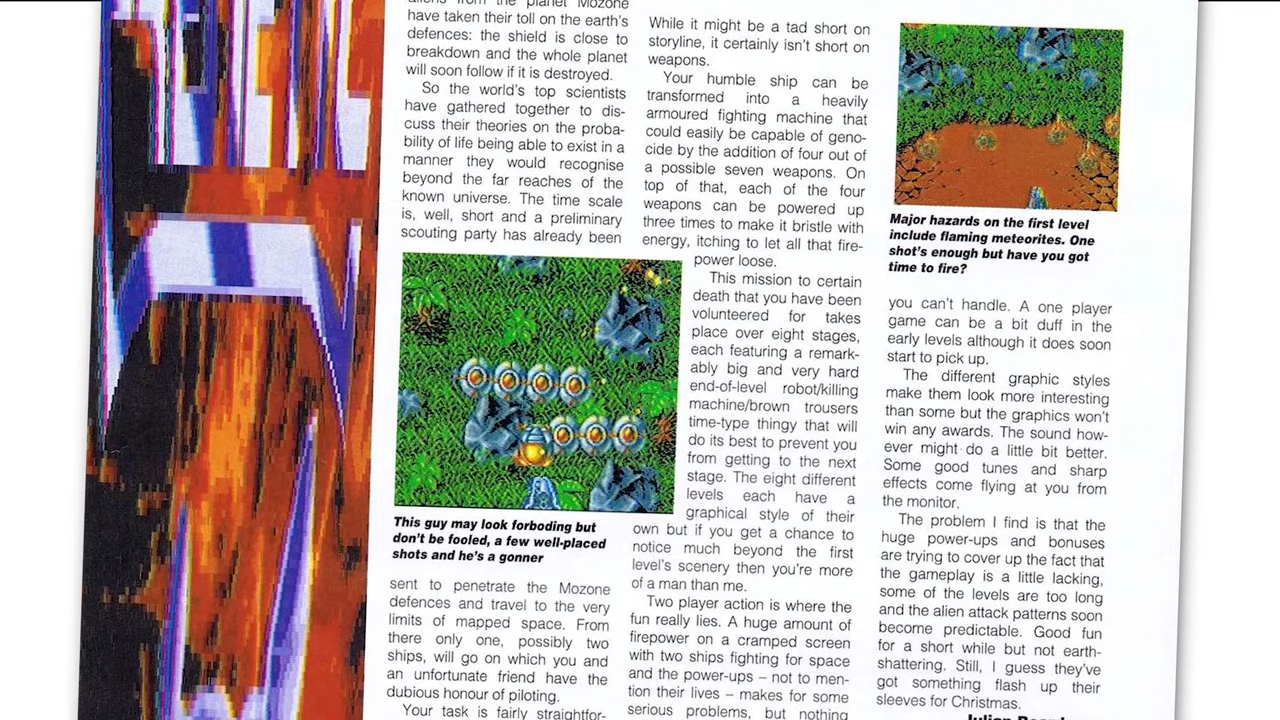 aliens from the planet Mozone
have taken their toll on the earth's
defences: the shield is close to
breakdown and the whole planet
will soon follow if it is destroyed.
So the world's top scientists
have gathered together to dis-
cuss their theories on the proba-
bility of life being able to exist in a
manner they would recognise
beyond the far reaches of the
known universe. The time scale
is, well, short and a preliminary
scouting party has already been
This guy may look forboding but
don't be fooled, a few well-placed
shots and he's a gonner
sent to penetrate the Mozone
defences and travel to the very
limits of mapped space. From
there only one, possibly two
ships, will go on which you and
an unfortunate friend have the
dubious honour of piloting.
Your task is fairly straightfor-
While it might be a tad short on
storyline, it certainly isn't short on
weapons.
Your humble ship can be
transformed into a heavily
armoured fighting machine that
could easily be capable of geno-
cide by the addition of four out of
a possible seven weapons. On
top of that, each of the four
weapons can be powered up
three times to make it bristle with
energy, itching to let all that fire-
power loose.
This mission to certain
death that you have been
volunteered for takes
place over eight stages,
each featuring a remark-
ably big and very hard
end-of-level robot/killing
machine/brown trousers
time-type thingy that will
do its best to prevent you
from getting to the next
stage. The eight different
levels each have a
graphical style of their
own but if you get a chance to
notice much beyond the first
level's scenery then you're more
of a man than me.
Two player action is where the
fun really lies. A huge amount of
firepower on a cramped screen
with two ships fighting for space
and the power-ups – not to men-
tion their lives – makes for some
serious problems, but nothing
Major hazards on the first level
include flaming meteorites. One
shot's enough but have you got
time to fire?
you can't handle. A one player
game can be a bit duff in the
early levels although it does soon
start to pick up.
The different graphic styles
make them look more interesting
than some but the graphics won't
win any awards. The sound how-
ever might do a little bit better.
Some good tunes and sharp
effects come flying at you from
the monitor.
The problem I find is that the
huge power-ups and bonuses
are trying to cover up the fact that
the gameplay is a little lacking,
some of the levels are too long
and the alien attack patterns soon
become predictable. Good fun
for a short while but not earth-
shattering. Still, I guess they've
got something flash up their
sleeves for Christmas.
Julian